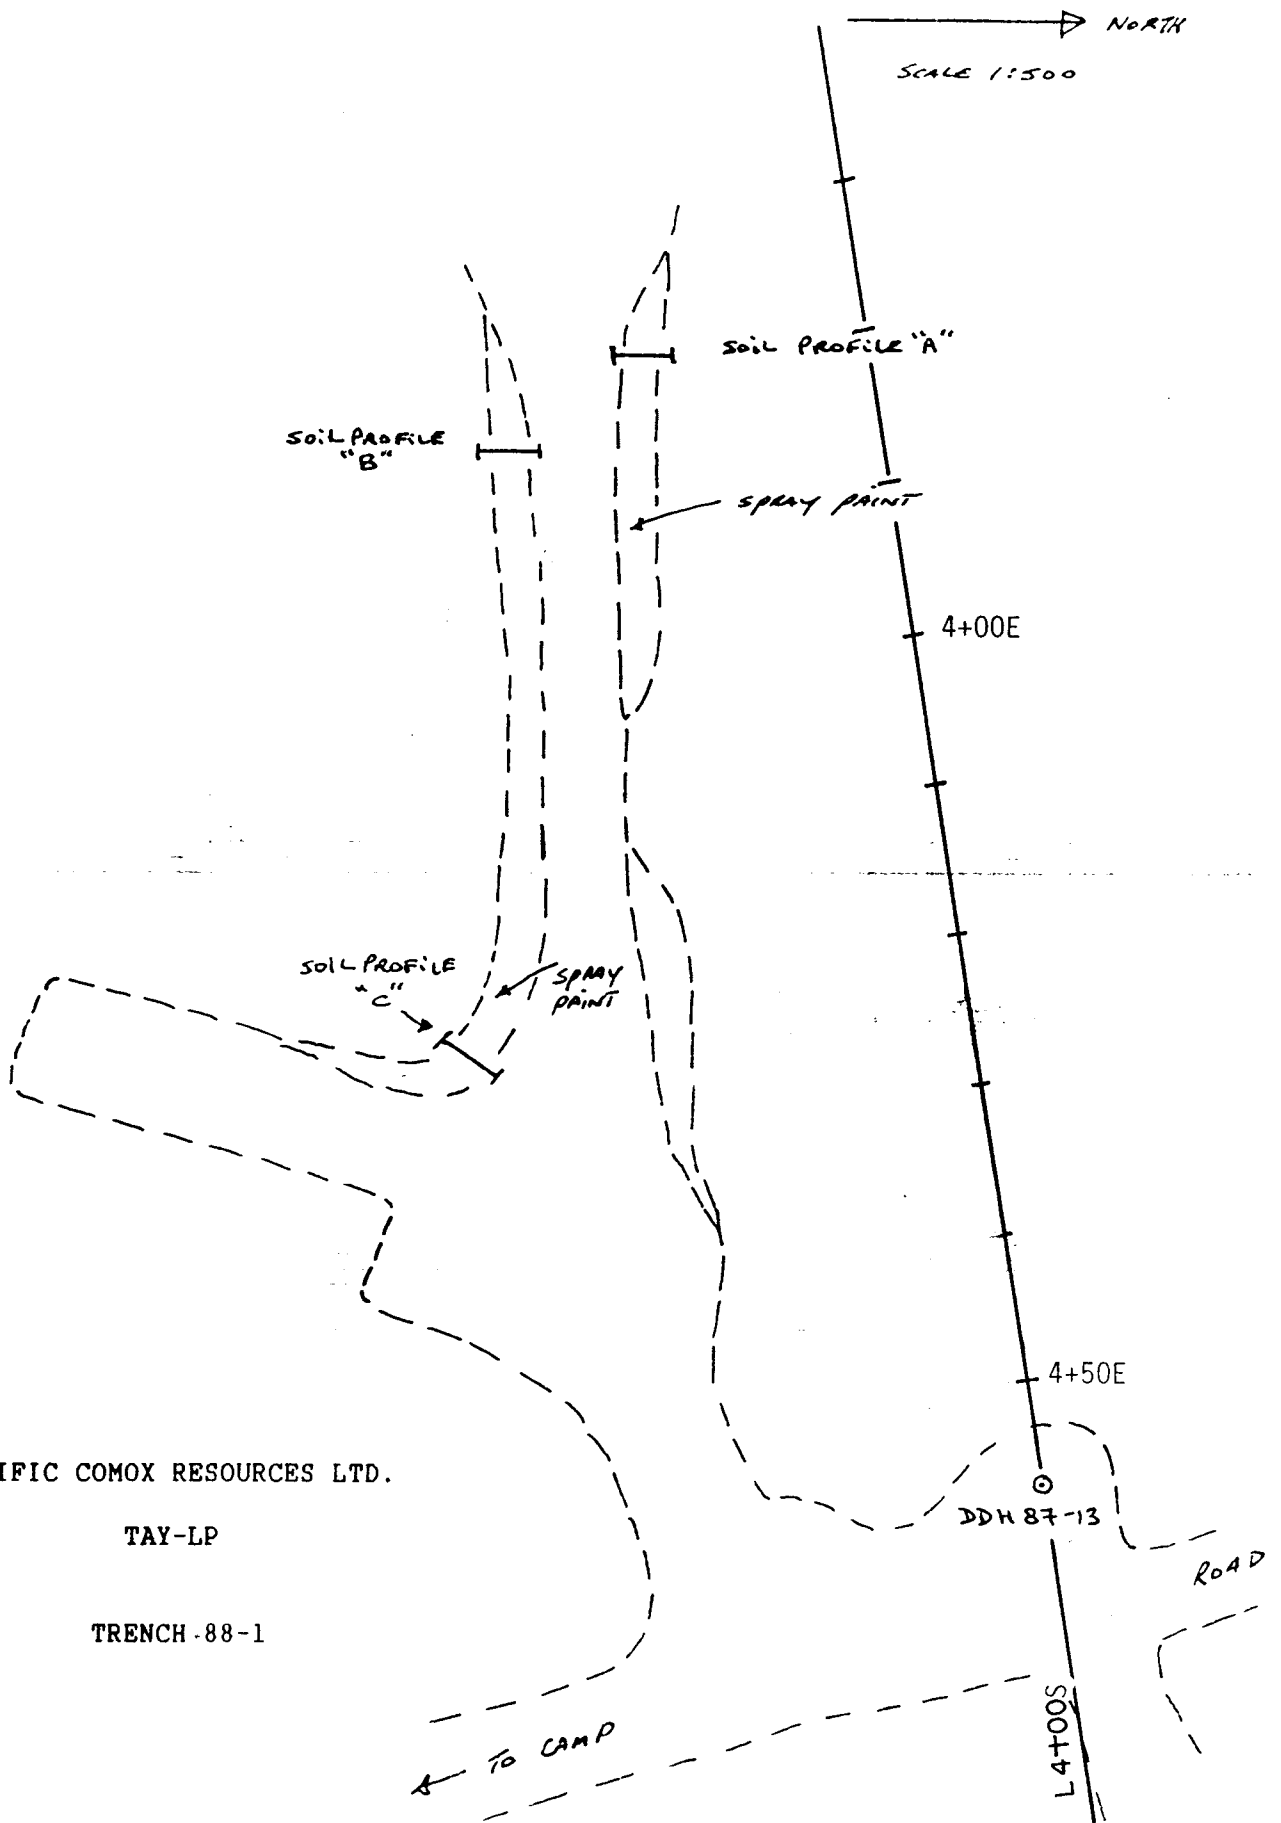 NORTH
SCALE 1:500
SOIL PROFILE "A"
SOIL PROFILE
"B"
SPRAY PAINT
4+00E
SOIL PROFILE
"C"
SPRAY
PAINT
4+50E
IFIC COMOX RESOURCES LTD.
DDH 87-13
TAY-LP
ROAD
TRENCH 88-1
L 4+00S
TO CAMP